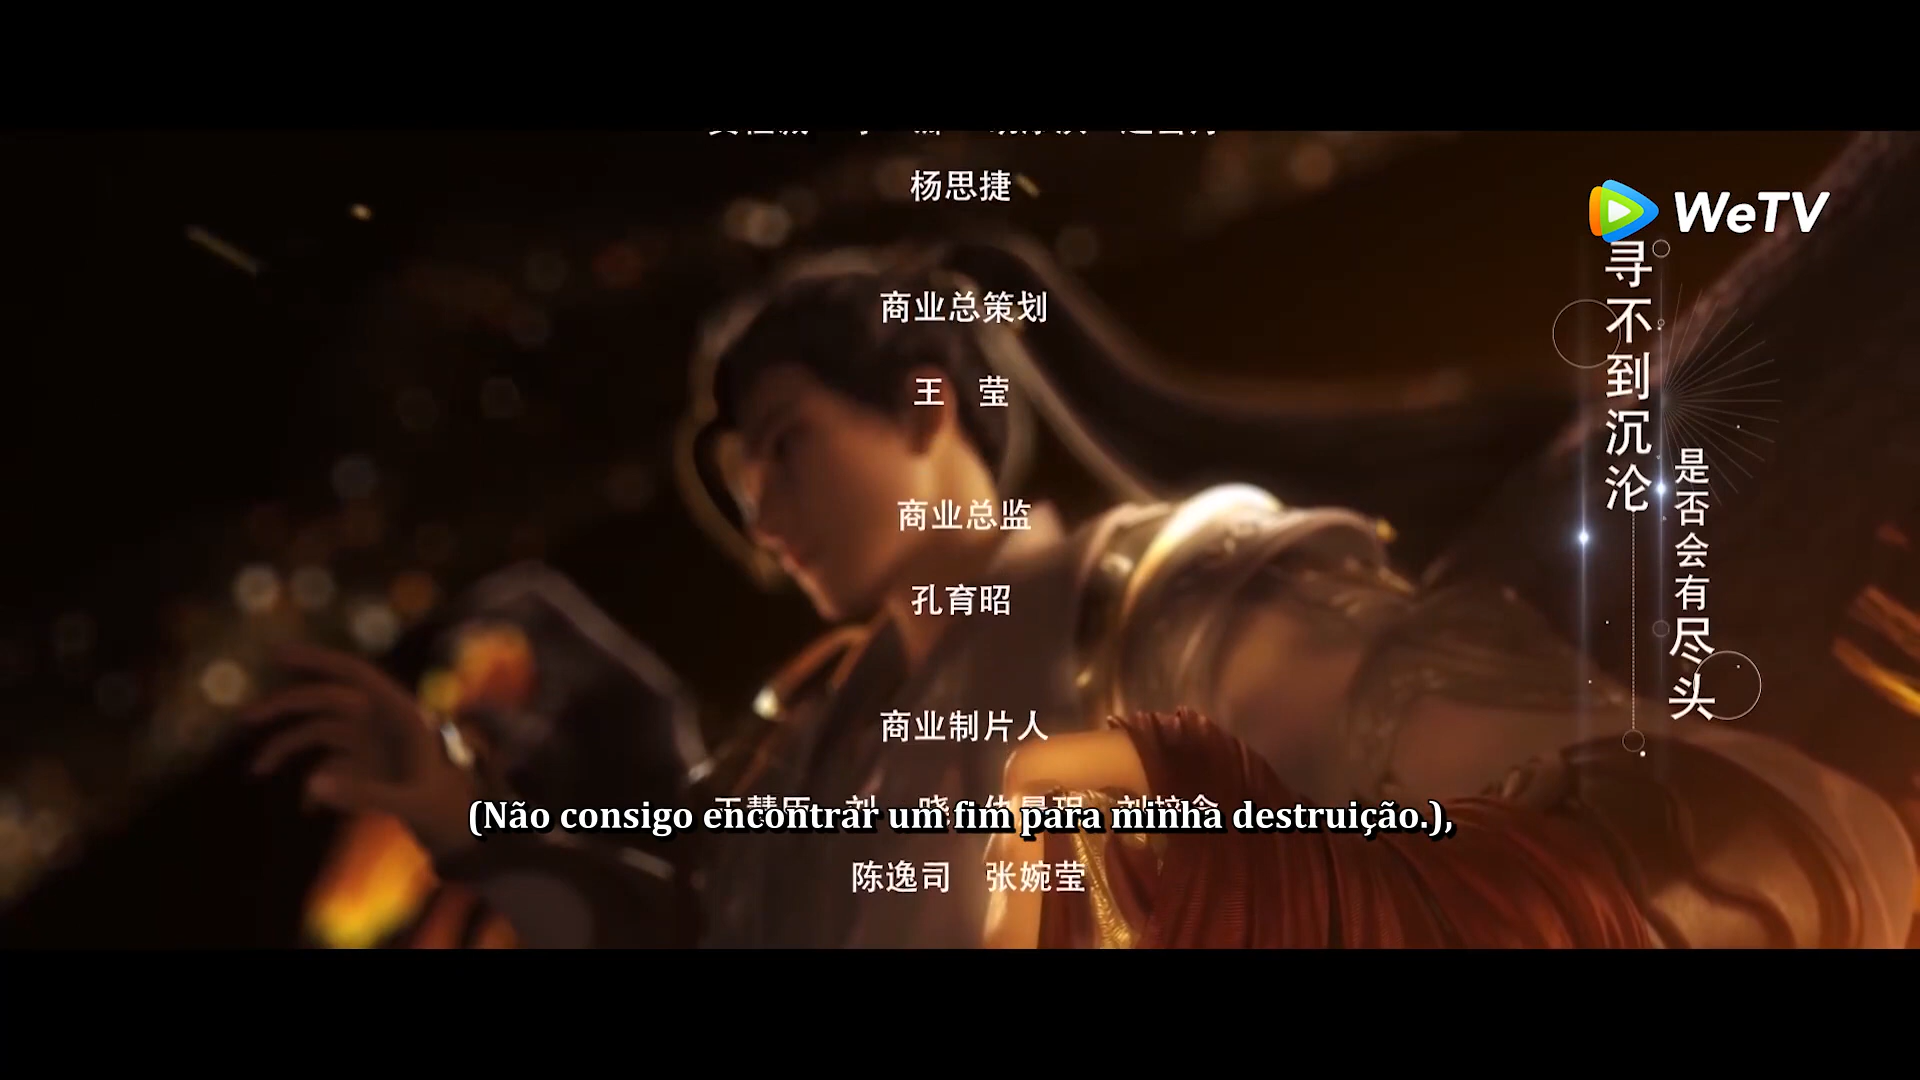 杨思捷
WeTV
商业总策划
王 莹
商业总监
孔育昭
商业制片人
(Não consigo encontrar um fim para minha destruição.),
陈逸司 张婉莹
寻不到沉沦
是否会有尽头